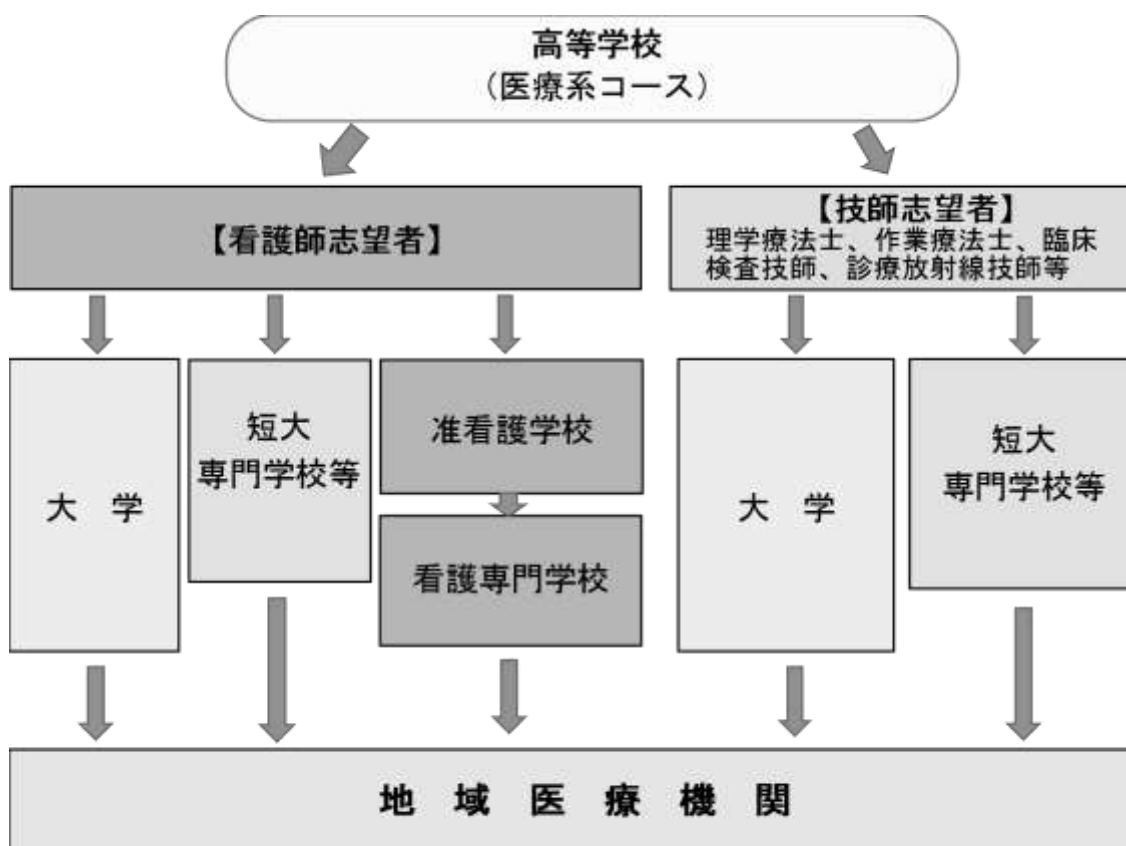 高等学校
（医療系コース）
【看護師志望者】
【技師志望者】
理学療法士、作業療法士、臨床
検査技師、診療放射線技師等
大　学
短大
専門学校等
准看護学校
看護専門学校
大　学
短大
専門学校等
地　域　医　療　機　関